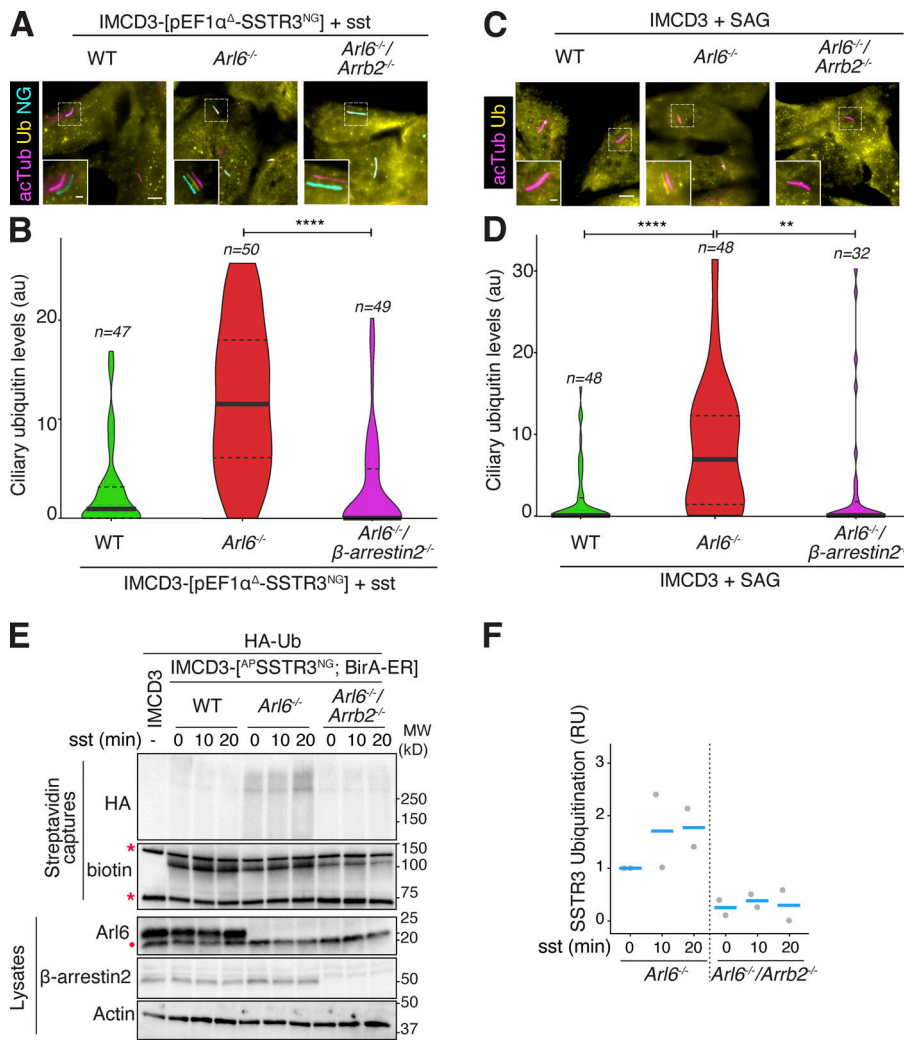 A
IMCD3-[pEF1α^Δ-SSTR3^NG] + sst
WT
Arl6-/-
Arl6-/-/
Arrb2-/-
acTub Ub NG
B
Ciliary ubiquitin levels (au)
20
10
0
n=47
n=50
n=49
****
WT
Arl6-/-
Arl6-/-/
β-arrestin2-/-
IMCD3-[pEF1α^Δ-SSTR3^NG] + sst
C
IMCD3 + SAG
WT
Arl6-/-
Arl6-/-/
Arrb2-/-
acTub Ub
D
Ciliary ubiquitin levels (au)
30
20
10
0
n=48
n=48
n=32
****
**
WT
Arl6-/-
Arl6-/-/
β-arrestin2-/-
IMCD3 + SAG
E
HA-Ub
IMCD3-[^APSSTR3^NG; BirA-ER]
IMCD3
WT
Arl6-/-
Arl6-/-/
Arrb2-/-
MW
(kD)
sst (min) - 0 10 20 0 10 20 0 10 20
Streptavidin
captures
HA
250
150
biotin
*
*
150
100
75
Lysates
Arl6
•
25
20
β-arrestin2
50
Actin
50
37
F
SSTR3 Ubiquitination (RU)
3
2
1
0
sst (min) 0 10 20 0 10 20
Arl6-/-
Arl6-/-/Arrb2-/-